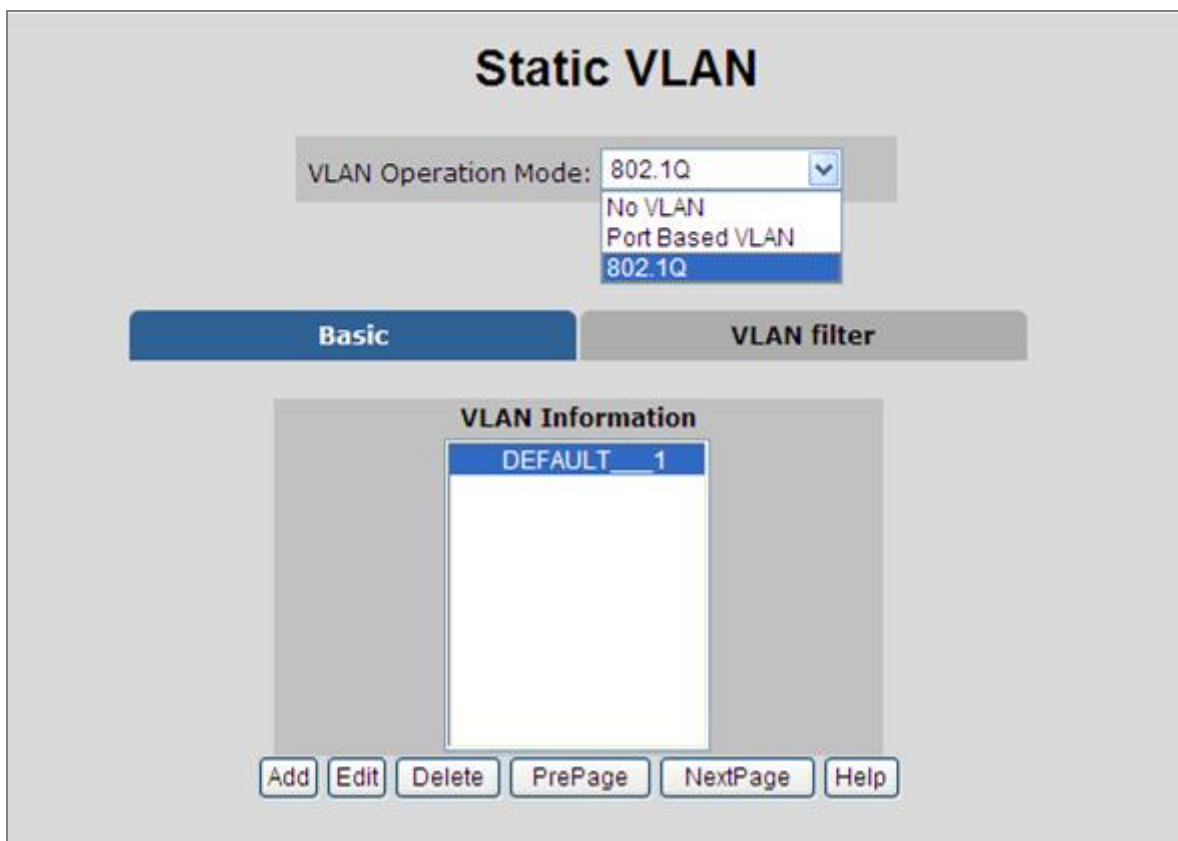 Static VLAN
VLAN Operation Mode: 802.1Q
No VLAN
Port Based VLAN
802.1Q
Basic VLAN filter
VLAN Information
DEFAULT___1
Add Edit Delete PrePage NextPage Help